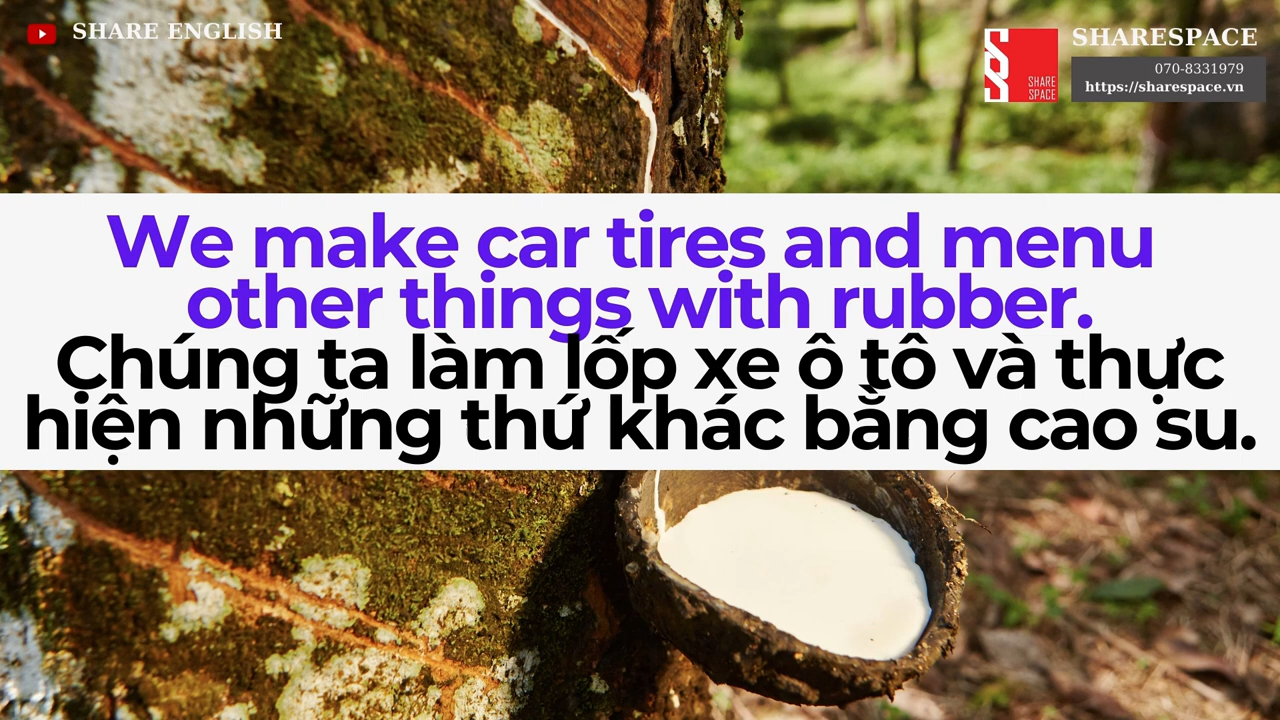 SHARE ENGLISH
SHARE
SPACE
SHARESPACE
070-8331979
https://sharespace.vn
We make car tires and menu
other things with rubber.
Chúng ta làm lốp xe ô tô và thực
hiện những thứ khác bằng cao su.